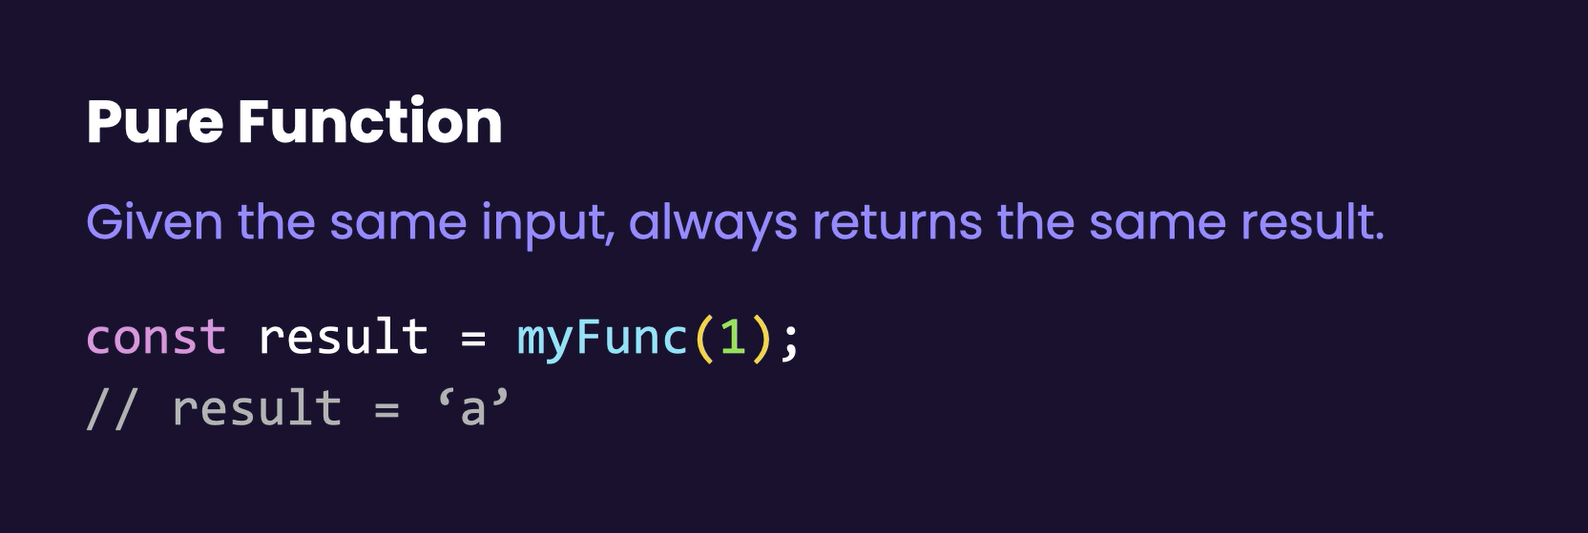 Pure Function
Given the same input, always returns the same result.
const result = myFunc(1);
// result = ‘a’